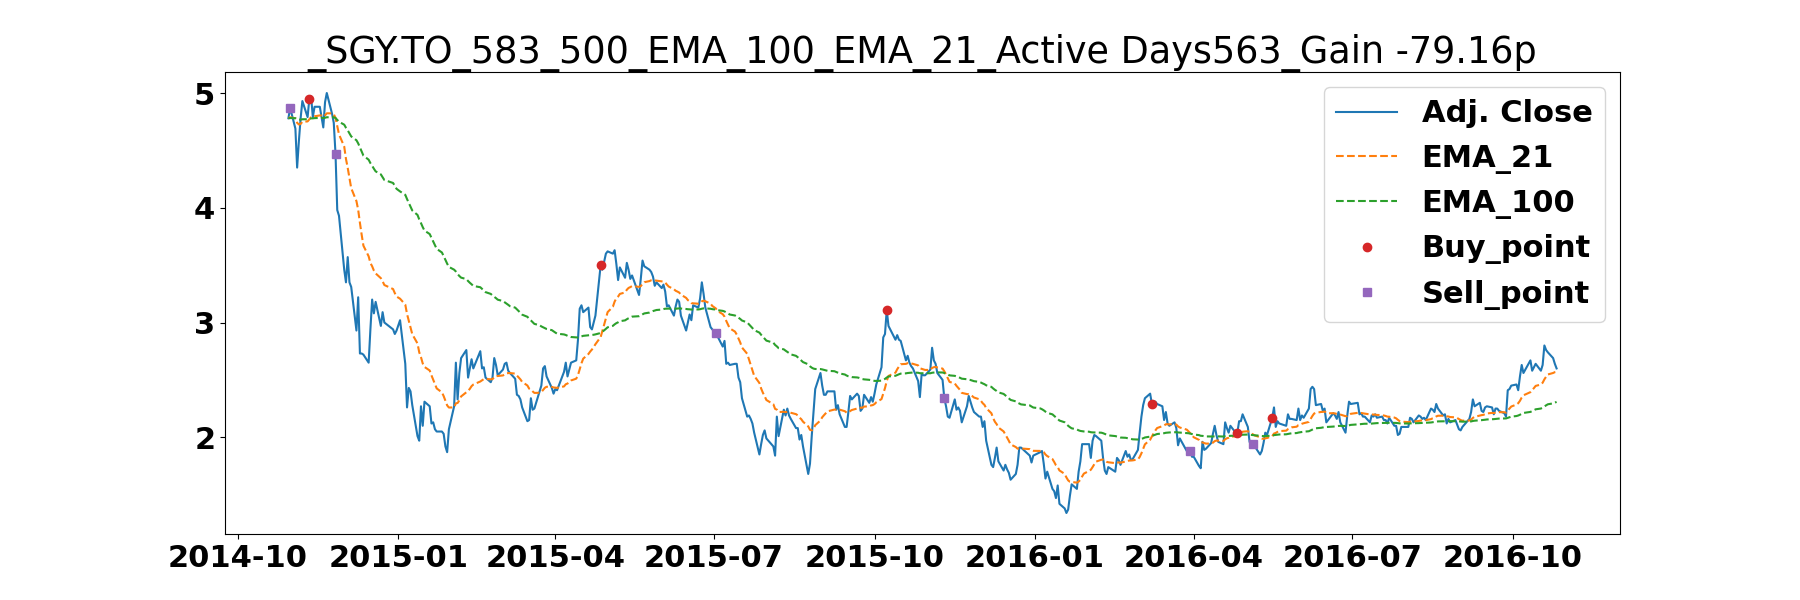 _SGY.TO_583_500_EMA_100_EMA_21_Active Days563_Gain -79.16p
5
4
3
2
Adj. Close
EMA_21
EMA_100
Buy_point
Sell_point
2014-10 2015-01 2015-04 2015-07 2015-10 2016-01 2016-04 2016-07 2016-10